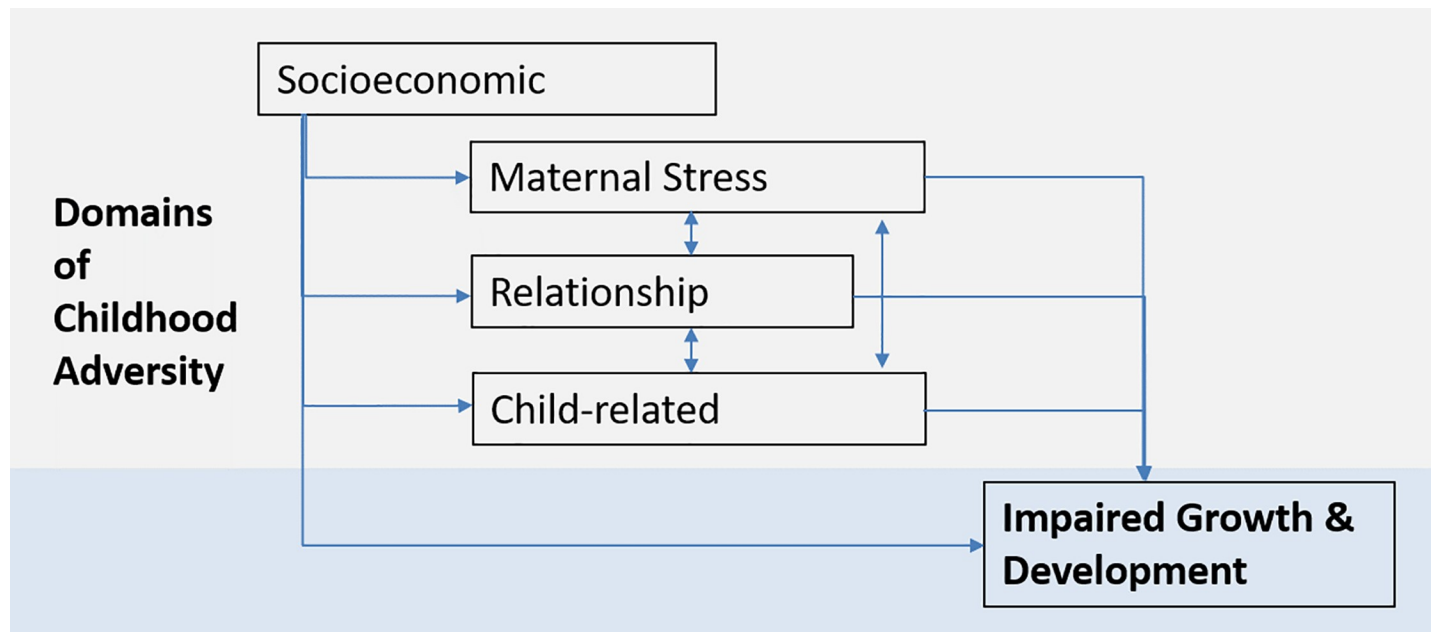 Socioeconomic
Maternal Stress
Domains
of
Childhood
Adversity
Relationship
Child-related
Impaired Growth &
Development